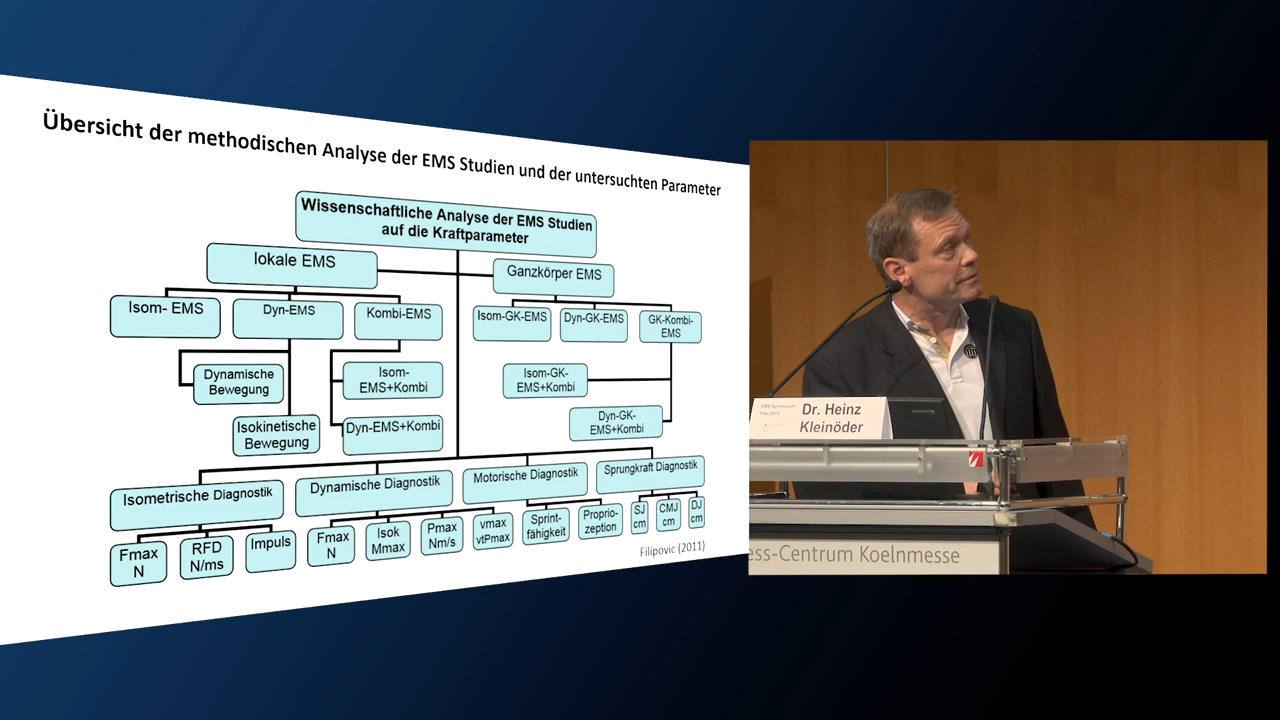 Übersicht der methodischen Analyse der EMS Studien und der untersuchten Parameter
Wissenschaftliche Analyse der EMS Studien
auf die Kraftparameter
lokale EMS
Ganzkörper EMS
Isom- EMS
Dyn-EMS
Kombi-EMS
Isom-GK-EMS
Dyn-GK-EMS
GK-Kombi-
EMS
Dynamische
Bewegung
Isom-
EMS+Kombi
Isom-GK-
EMS+Kombi
Isokinetische
Bewegung
Dyn-EMS+Kombi
Dyn-GK-
EMS+Kombi
Isometrische Diagnostik
Dynamische Diagnostik
Motorische Diagnostik
Sprungkraft Diagnostik
Fmax
N
RFD
N/ms
Impuls
Fmax
N
Isok
Mmax
Pmax
Nm/s
vmax
vtPmax
Sprint-
fähigkeit
Proprio-
zeption
SJ
cm
CMJ
cm
DJ
cm
Filipovic (2011)
EMS Symposium
Dr. Heinz
Kleinöder
ess-Centrum Koelnmesse